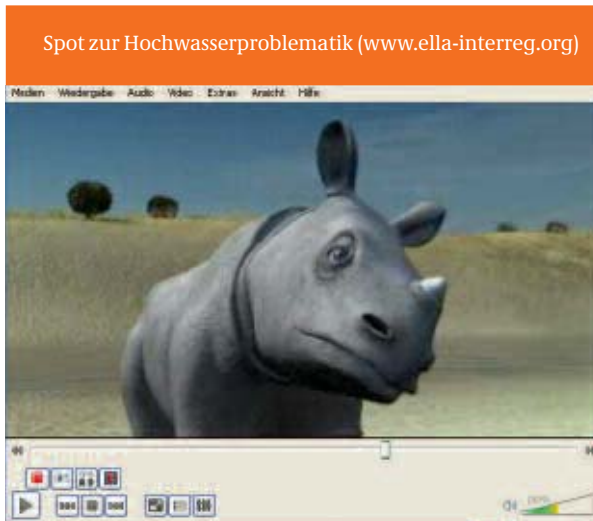 Spot zur Hochwasserproblematik (www.ella-interreg.org)
Medien Wiedergabe Audio Video Extras Ansicht Hilfe